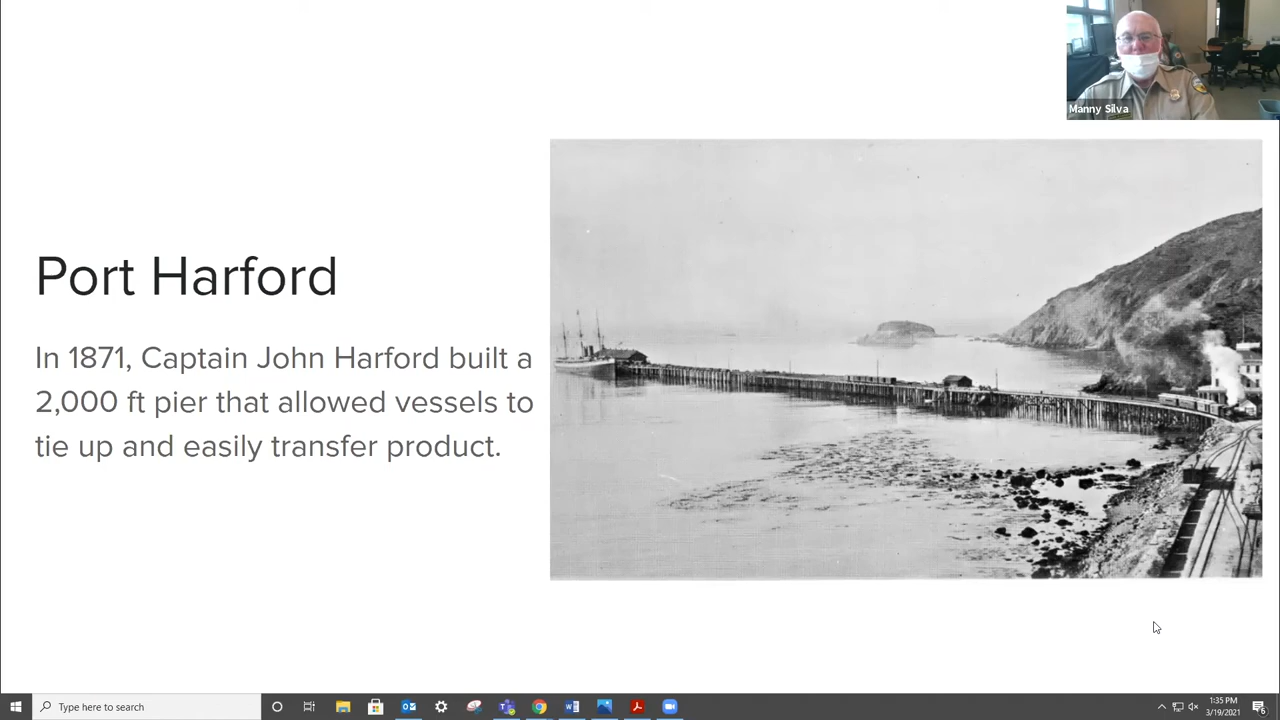 Manny Silva
Port Harford
In 1871, Captain John Harford built a
2,000 ft pier that allowed vessels to
tie up and easily transfer product.
Type here to search
1:35 PM
3/19/2021
6